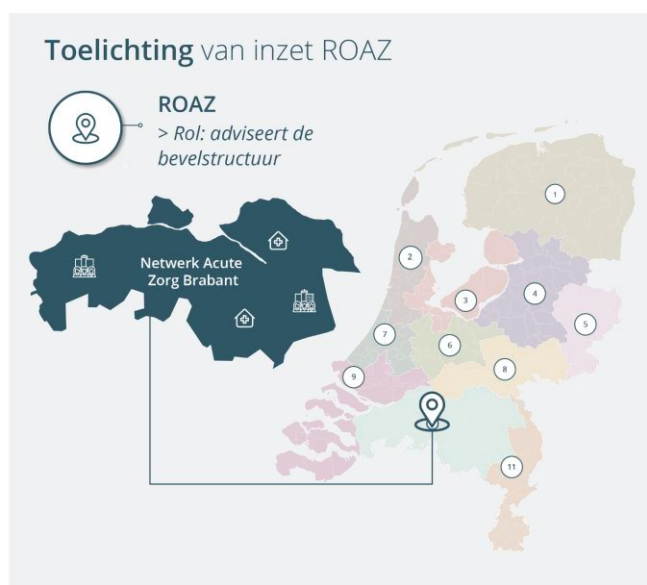 Toelichting van inzet ROAZ
ROAZ
> Rol: adviseert de
bevelstructuur
Netwerk Acute
Zorg Brabant
1
2
3
4
5
6
7
8
9
11